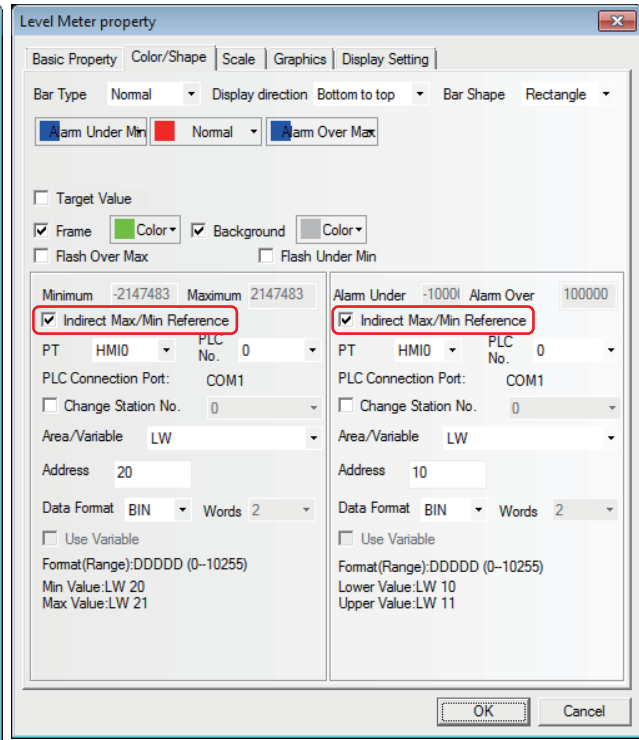 Level Meter property
Basic Property Color/Shape Scale Graphics Display Setting
Bar Type Normal Display direction Bottom to top Bar Shape Rectangle
Alarm Under Min Normal Alarm Over Max
Target Value
Frame Color Background Color
Flash Over Max Flash Under Min
Minimum -2147483 Maximum 2147483
Indirect Max/Min Reference
PT HMI0 PLC No. 0
PLC Connection Port: COM1
Change Station No. 0
Area/Variable LW
Address 20
Data Format BIN Words 2
Use Variable
Format(Range):DDDDD (0--10255)
Min Value:LW 20
Max Value:LW 21
Alarm Under -1000 Alarm Over 100000
Indirect Max/Min Reference
PT HMI0 PLC No. 0
PLC Connection Port: COM1
Change Station No. 0
Area/Variable LW
Address 10
Data Format BIN Words 2
Use Variable
Format(Range):DDDDD (0--10255)
Lower Value:LW 10
Upper Value:LW 11
OK Cancel